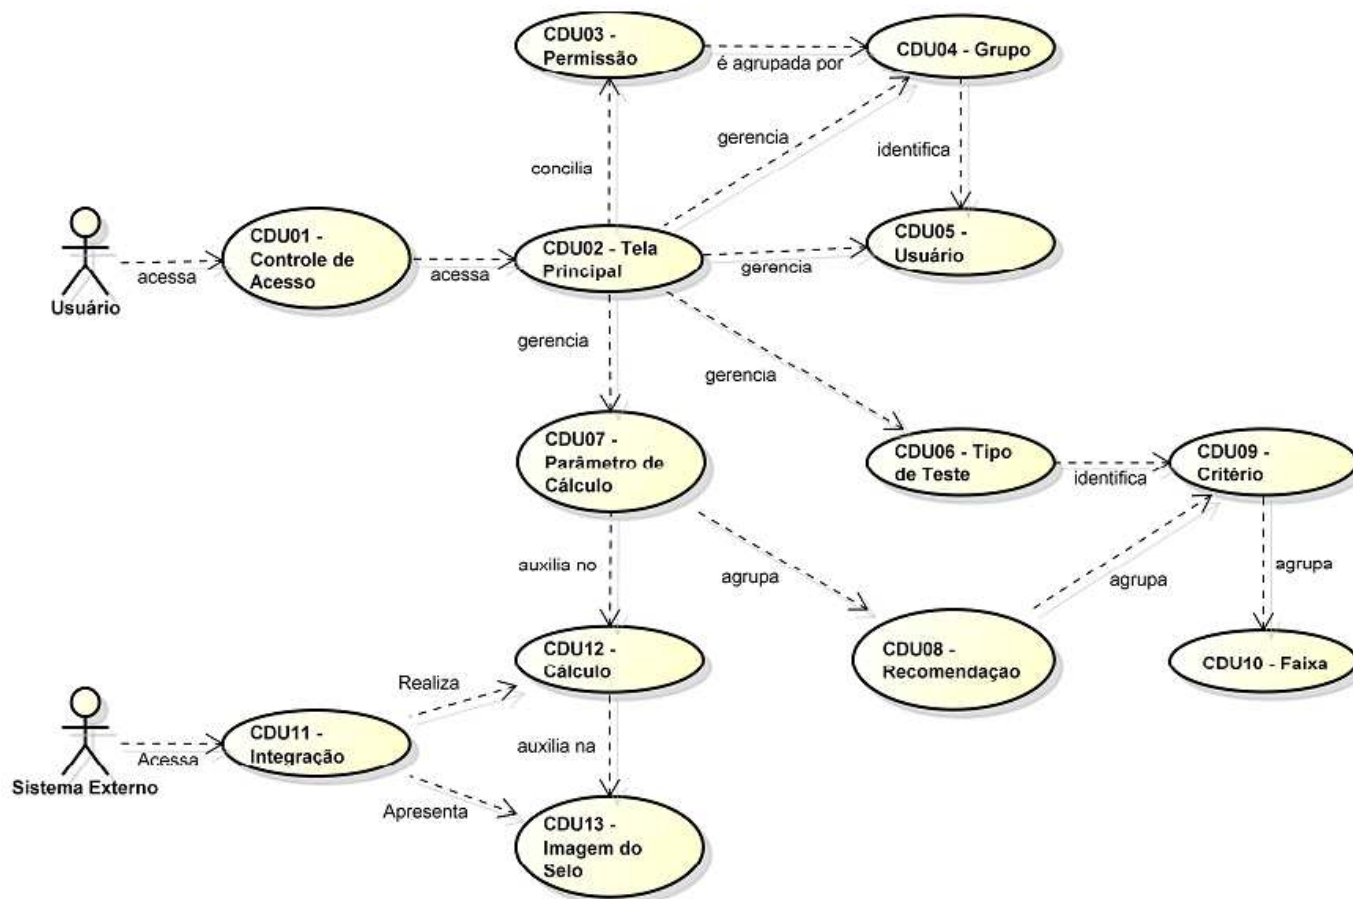 CDU03 -
Permissão
é agrupada por
CDU04 - Grupo
gerencia
identifica
concilia
Usuário
acessa
CDU01 -
Controle de
Acesso
acessa
CDU02 - Tela
Principal
gerencia
CDU05 -
Usuário
gerencia
gerencia
CDU07 -
Parâmetro de
Cálculo
CDU06 - Tipo
de Teste
identifica
CDU09 -
Critério
auxilia no
agrupa
agrupa
agrupa
CDU12 -
Cálculo
CDU08 -
Recomendação
CDU10 - Faixa
Realiza
Sistema Externo
Acessa
CDU11 -
Integração
auxilia na
Apresenta
CDU13 -
Imagem do
Selo